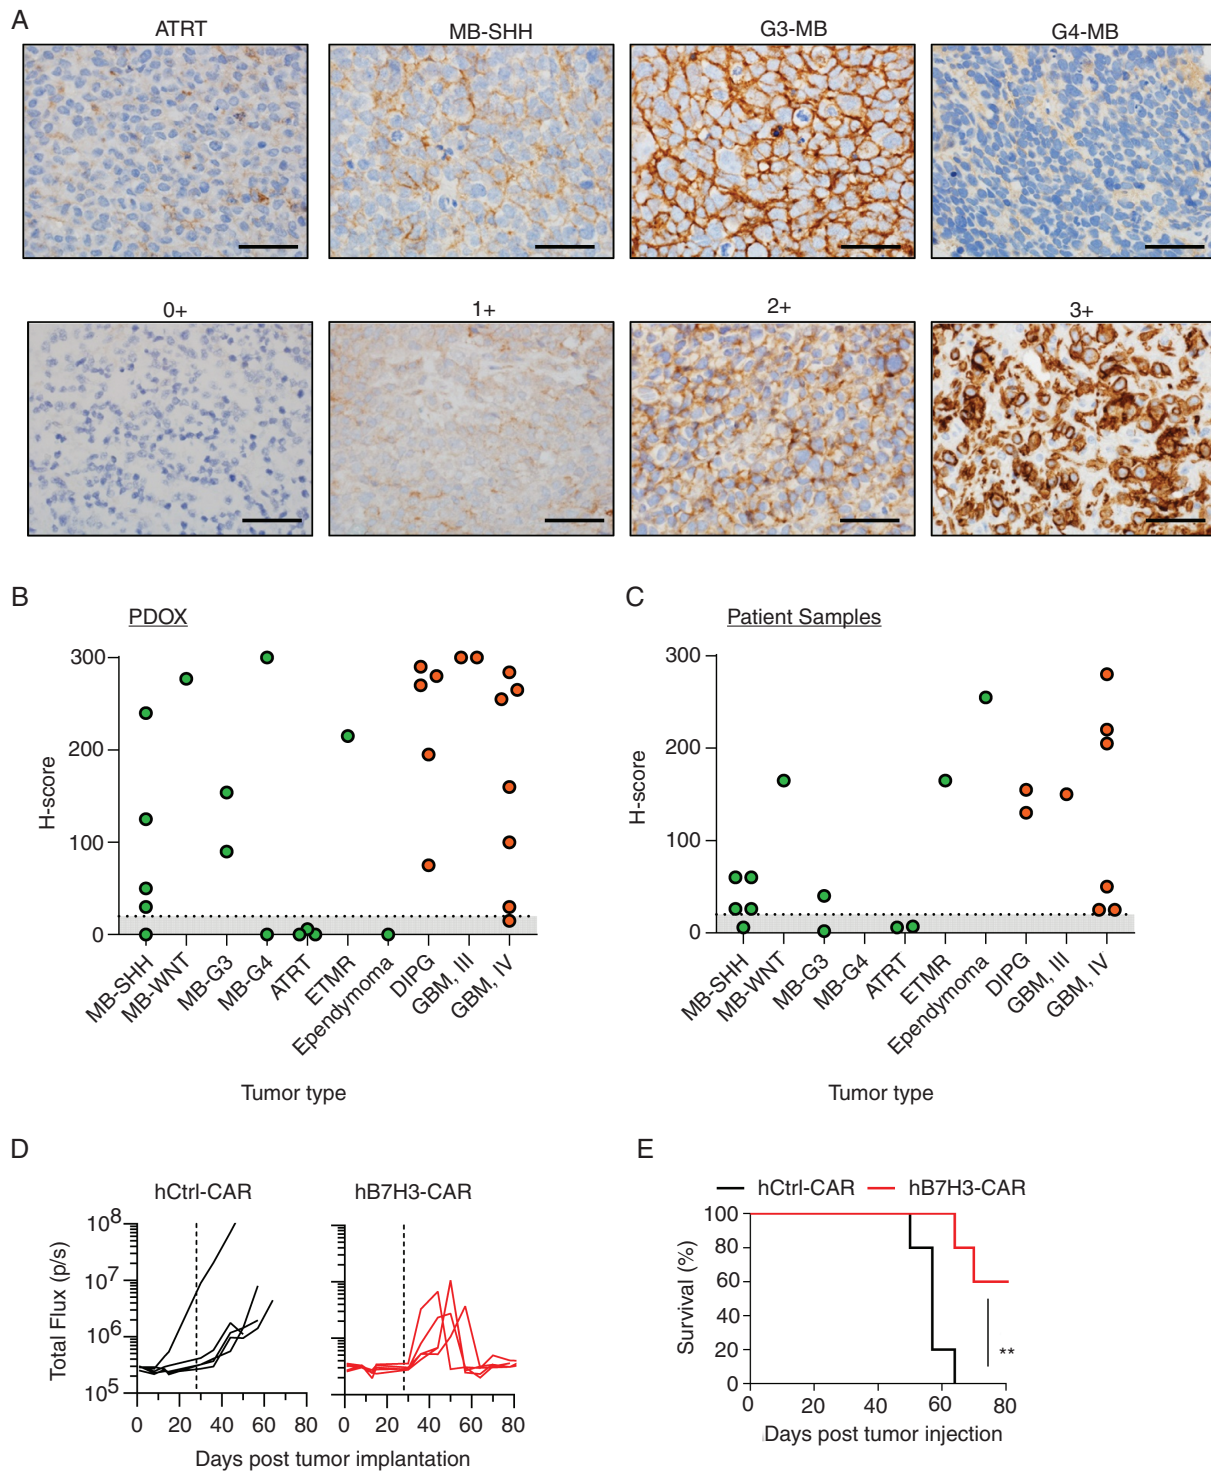 A
ATRT
MB-SHH
G3-MB
G4-MB
0+
1+
2+
3+
B
PDOX
300
200
100
0
H-score
MB-SHH
MB-WNT
MB-G3
MB-G4
ATRT
ETMR
Ependymoma
DIPG
GBM, III
GBM, IV
Tumor type
C
Patient Samples
300
200
100
0
H-score
MB-SHH
MB-WNT
MB-G3
MB-G4
ATRT
ETMR
Ependymoma
DIPG
GBM, III
GBM, IV
Tumor type
D
hCtrl-CAR
hB7H3-CAR
Total Flux (p/s)
10^8
10^7
10^6
10^5
0 20 40 60 80
0 20 40 60 80
Days post tumor implantation
E
hCtrl-CAR hB7H3-CAR
Survival (%)
100
80
60
40
20
0
**
0 20 40 60 80
Days post tumor injection